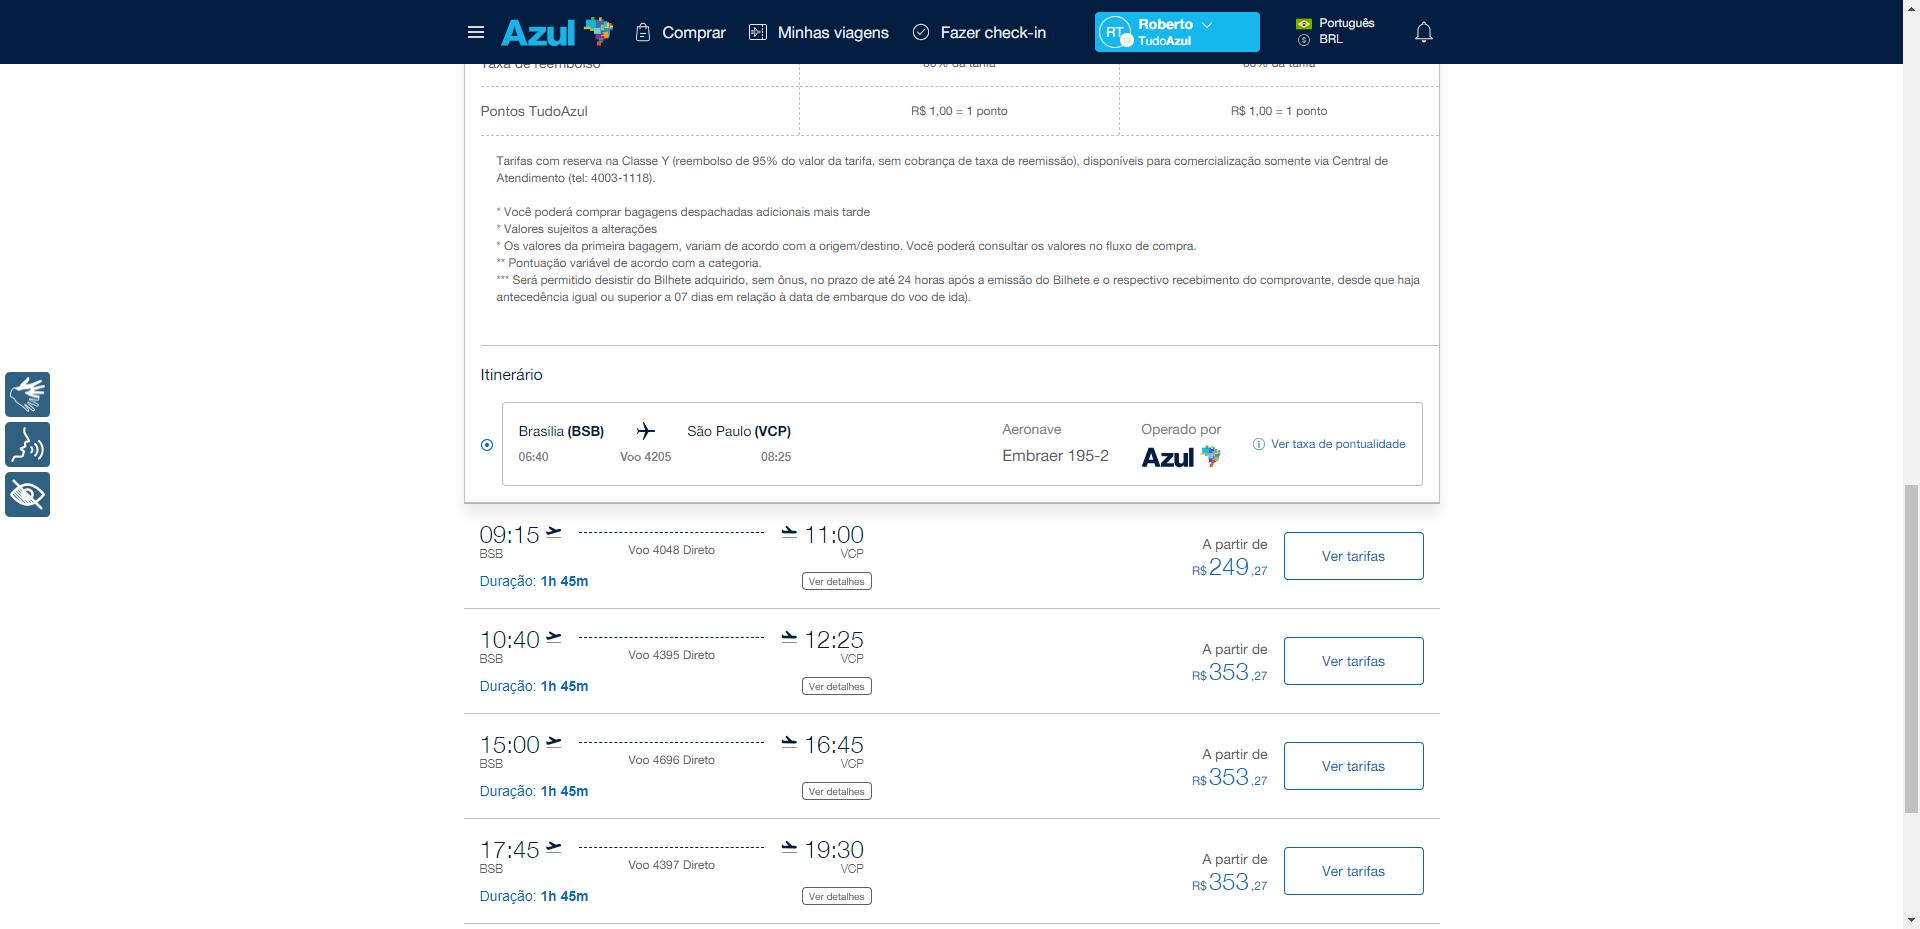 Azul
Comprar
Minhas viagens
Fazer check-in
RT
Roberto
TudoAzul
Português
BRL
Taxa de reembolso
Pontos TudoAzul
R$ 1,00 = 1 ponto
R$ 1,00 = 1 ponto
Tarifas com reserva na Classe Y (reembolso de 95% do valor da tarifa, sem cobrança de taxa de reemissão), disponíveis para comercialização somente via Central de
Atendimento (tel: 4003-1118).
* Você poderá comprar bagagens despachadas adicionais mais tarde
* Valores sujeitos a alterações
* Os valores da primeira bagagem, variam de acordo com a origem/destino. Você poderá consultar os valores no fluxo de compra.
** Pontuação variável de acordo com a categoria.
*** Será permitido desistir do Bilhete adquirido, sem ônus, no prazo de até 24 horas após a emissão do Bilhete e o respectivo recebimento do comprovante, desde que haja
antecedência igual ou superior a 07 dias em relação à data de embarque do voo de ida).
Itinerário
Brasília (BSB)
São Paulo (VCP)
06:40
Voo 4205
08:25
Aeronave
Embraer 195-2
Operado por
Azul
Ver taxa de pontualidade
09:15
11:00
BSB
Voo 4048 Direto
VCP
Duração: 1h 45m
Ver detalhes
A partir de
R$ 249,27
Ver tarifas
10:40
12:25
BSB
Voo 4395 Direto
VCP
Duração: 1h 45m
Ver detalhes
A partir de
R$ 353,27
Ver tarifas
15:00
16:45
BSB
Voo 4696 Direto
VCP
Duração: 1h 45m
Ver detalhes
A partir de
R$ 353,27
Ver tarifas
17:45
19:30
BSB
Voo 4397 Direto
VCP
Duração: 1h 45m
Ver detalhes
A partir de
R$ 353,27
Ver tarifas